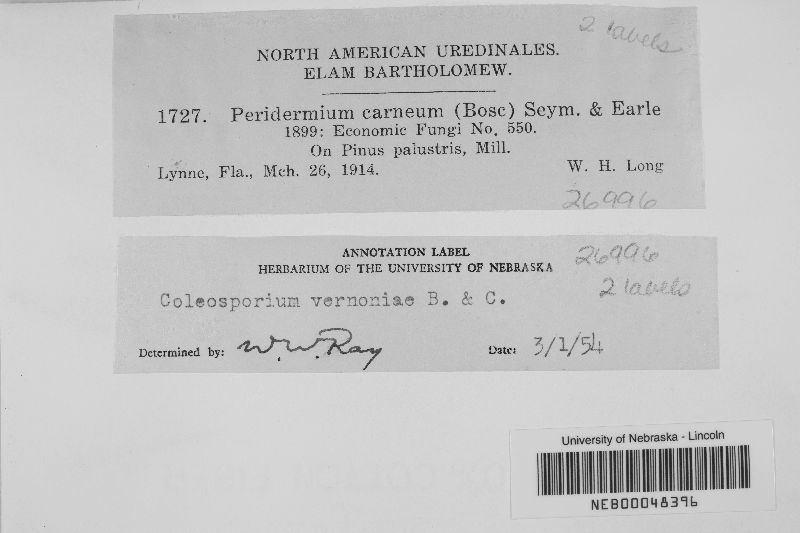 2 labels
NORTH AMERICAN UREDINALES.
ELAM BARTHOLOMEW.
1727. Peridermium carneum (Bosc) Seym. & Earle
1899: Economic Fungi No. 550.
On Pinus palustris, Mill.
Lynne, Fla., Mch. 26, 1914. W. H. Long
26996
ANNOTATION LABEL 26996
HERBARIUM OF THE UNIVERSITY OF NEBRASKA
2 labels
Coleosporium vernoniae B. & C.
Determined by: W. W. Ray Date: 3/1/54
University of Nebraska - Lincoln
NEB00048396